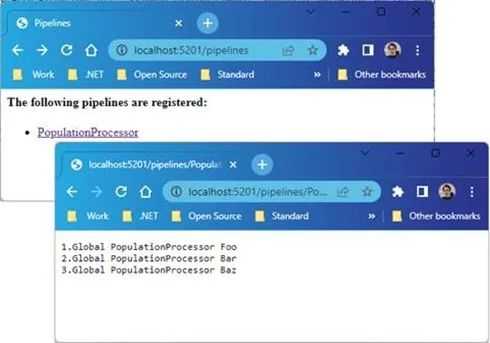 Pipelines
localhost:5201/pipelines
Work .NET Open Source Standard » Other bookmarks
The following pipelines are registered:
PopulationProcessor
localhost:5201/pipelines/Popula
localhost:5201/pipelines/Po...
Work .NET Open Source Standard » Other bookmarks
1.Global PopulationProcessor Foo
2.Global PopulationProcessor Bar
3.Global PopulationProcessor Baz